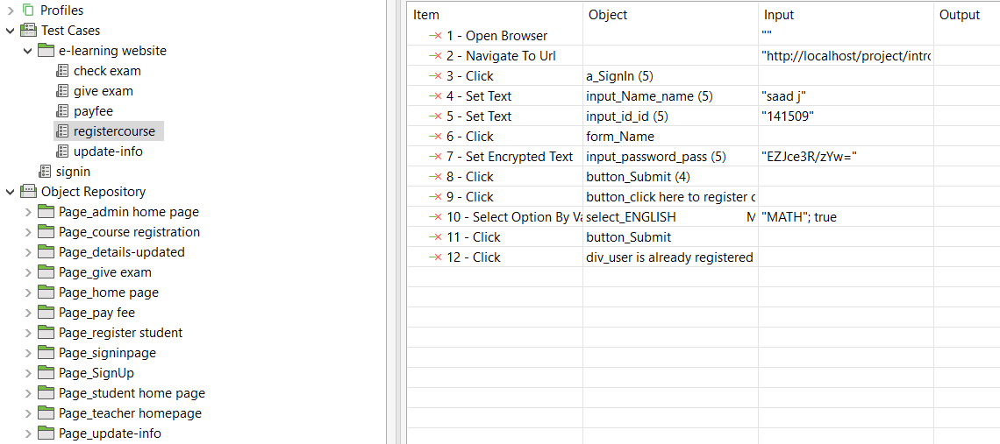 Profiles
Test Cases
e-learning website
check exam
give exam
payfee
registercourse
update-info
signin
Object Repository
Page_admin home page
Page_course registration
Page_details-updated
Page_give exam
Page_home page
Page_pay fee
Page_register student
Page_signinpage
Page_SignUp
Page_student home page
Page_teacher homepage
Page_update-info
Item Object Input Output
1 - Open Browser ""
2 - Navigate To Url "http://localhost/project/intro
3 - Click a_SignIn (5)
4 - Set Text input_Name_name (5) "saad j"
5 - Set Text input_id_id (5) "141509"
6 - Click form_Name
7 - Set Encrypted Text input_password_pass (5) "EZJce3R/zYw="
8 - Click button_Submit (4)
9 - Click button_click here to register c
10 - Select Option By Va select_ENGLISH M "MATH"; true
11 - Click button_Submit
12 - Click div_user is already registered